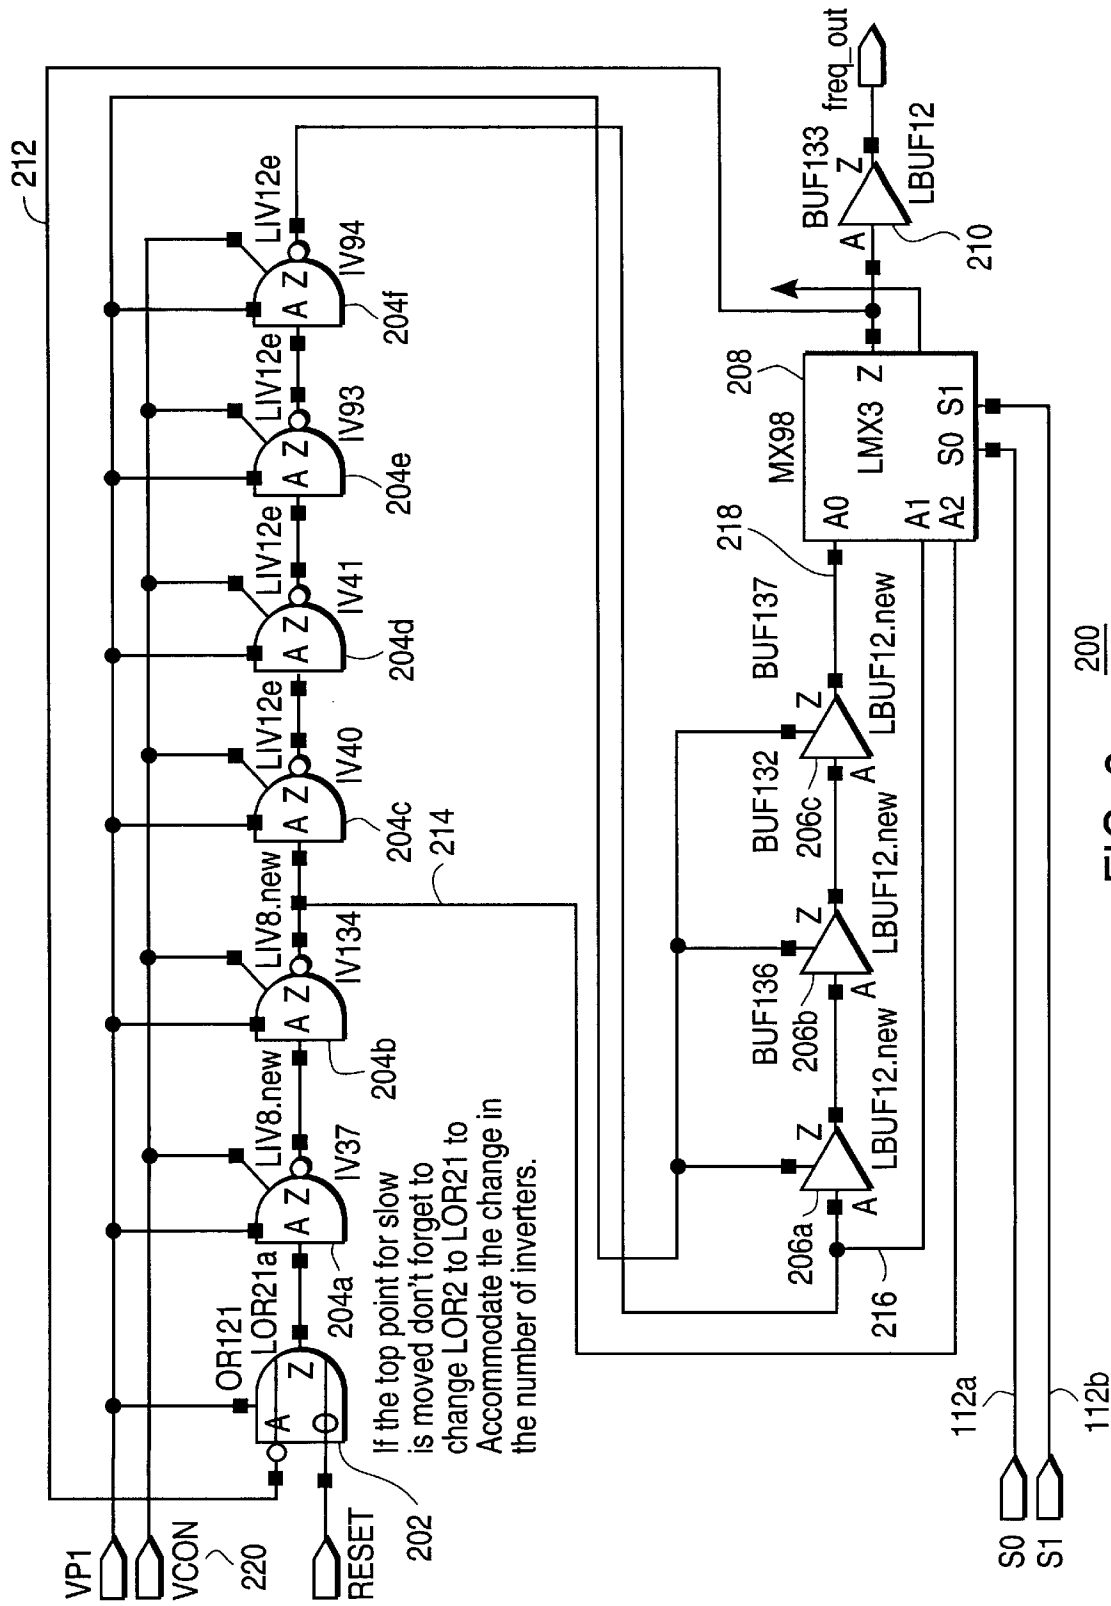 212
VP1
VCON
220
RESET
202
OR121
LOR21a
A
O
Z
LIV8.new
A Z
IV37
204a
LIV8.new
A Z
IV134
204b
LIV12e
A Z
IV40
204c
214
LIV12e
A Z
IV41
204d
LIV12e
A Z
IV93
204e
LIV12e
A Z
IV94
204f
If the top point for slow
is moved don't forget to
change LOR2 to LOR21 to
Accommodate the change in
the number of inverters.
206a
A
Z
LBUF12.new
216
BUF136
206b
A
Z
LBUF12.new
BUF132
206c
A
Z
LBUF12.new
BUF137
218
MX98
208
A0
A1
A2
LMX3
Z
S0 S1
BUF133
A
Z
LBUF12
210
freq_out
S0
S1
112a
112b
200